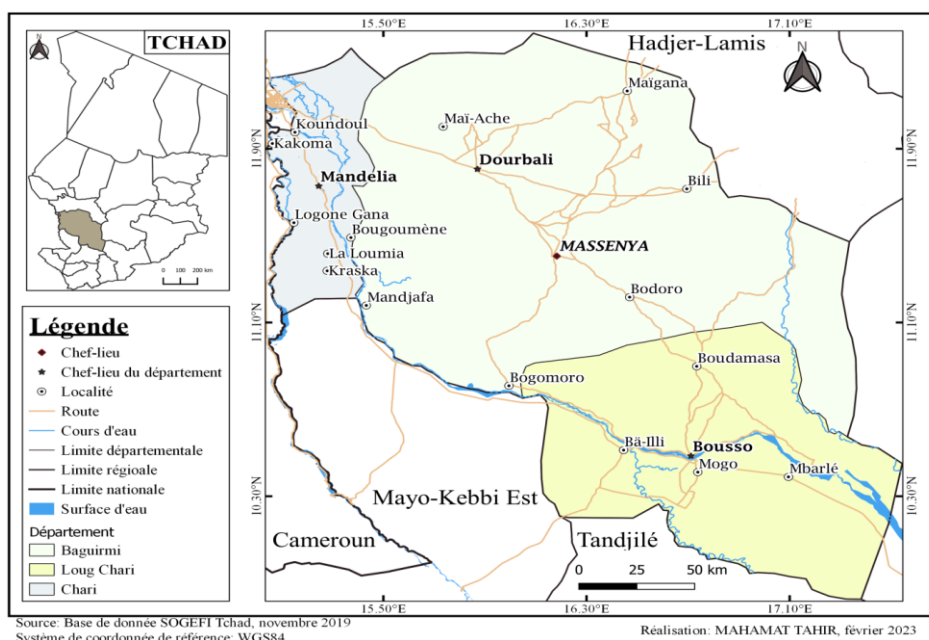 TCHAD
N
0 100 200 km
Légende
Chef-lieu
Chef-lieu du département
Localité
Route
Cours d'eau
Limite départementale
Limite régioale
Limite nationale
Surface d'eau
Département
Baguirmi
Loug Chari
Chari
15.50°E 16.30°E 17.10°E
Hadjer-Lamis
N
Maïgana
Koundoul
Maï-Ache
11.90°N 11.90°N
Kakoma
Dourbali
Mandelia
Bili
Logone Gana
Bougoumène
La Loumia
MASSENYA
Kraska
Mandjafa
Bodoro
11.10°N 11.10°N
Boudamasa
Bogomoro
Bä-Illi
Bousso
Mogo
Mbarlé
10.30°N 10.30°N
Mayo-Kebbi Est
Cameroun
Tandjilé
0 25 50 km
15.50°E 16.30°E 17.10°E
Source: Base de donnée SOGEFI Tchad, novembre 2019
Système de coordonnée de référence: WGS84
Réalisation: MAHAMAT TAHIR, février 2023